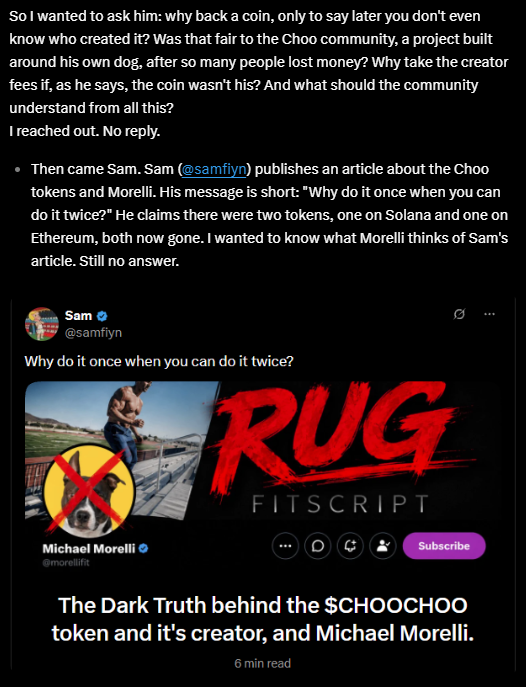 So I wanted to ask him: why back a coin, only to say later you don't even
know who created it? Was that fair to the Choo community, a project built
around his own dog, after so many people lost money? Why take the creator
fees if, as he says, the coin wasn't his? And what should the community
understand from all this?
I reached out. No reply.
Then came Sam. Sam (@samfiyn) publishes an article about the Choo
tokens and Morelli. His message is short: "Why do it once when you can
do it twice?" He claims there were two tokens, one on Solana and one on
Ethereum, both now gone. I wanted to know what Morelli thinks of Sam's
article. Still no answer.
Sam
@samfiyn
Why do it once when you can do it twice?
RUG
FITSCRIPT
Michael Morelli
@morellifit
Subscribe
The Dark Truth behind the $CHOOCHOO
token and it's creator, and Michael Morelli.
6 min read